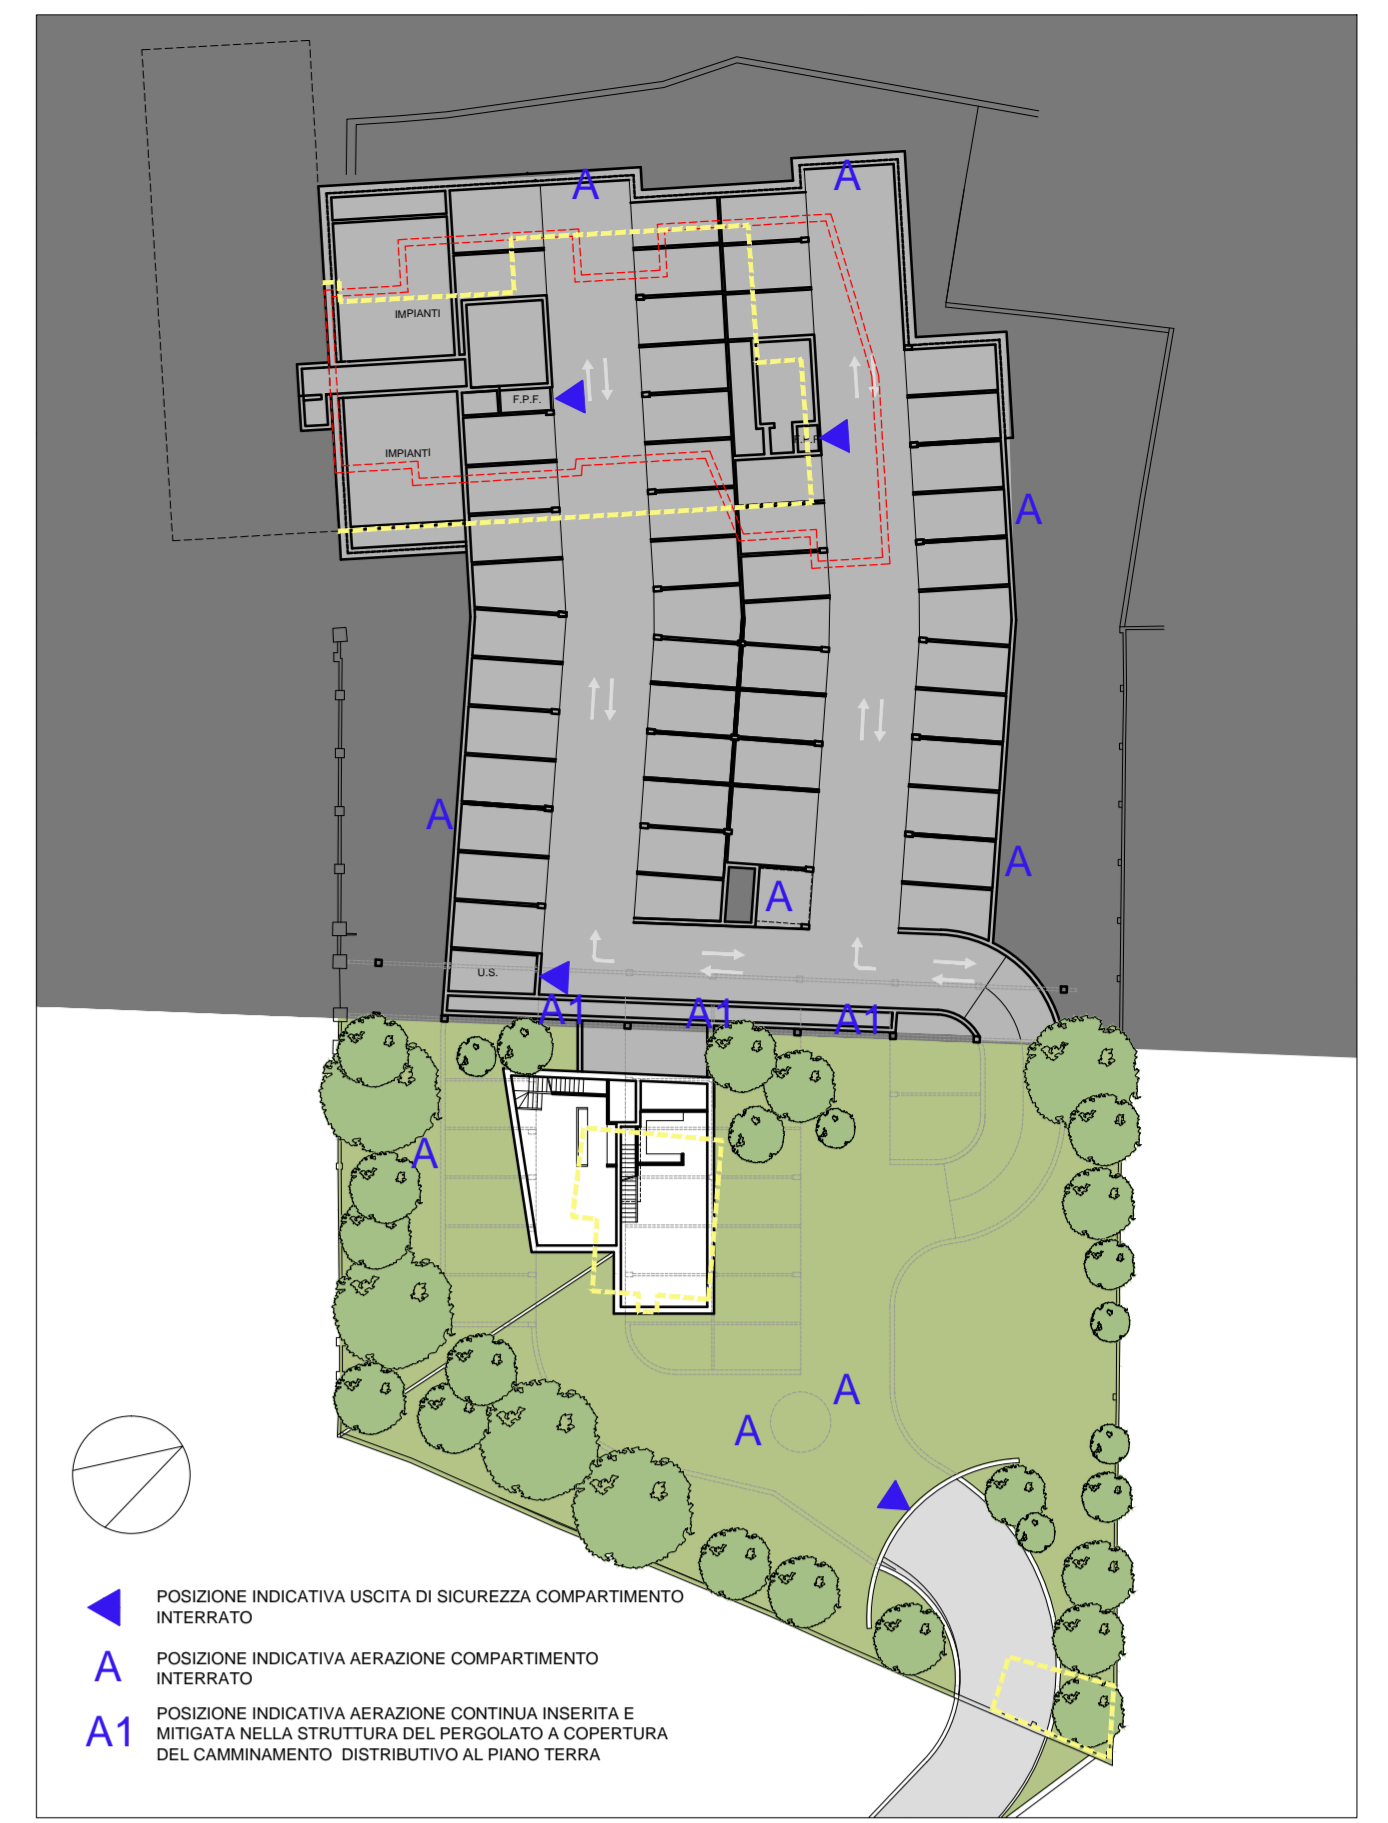 A
A
IMPIANTI
F.P.F.
F.P.F.
IMPIANTI
A
A
A
A
U.S.
A1
A1
A1
A
A
A
POSIZIONE INDICATIVA USCITA DI SICUREZZA COMPARTIMENTO
INTERRATO
A
POSIZIONE INDICATIVA AERAZIONE COMPARTIMENTO
INTERRATO
A1
POSIZIONE INDICATIVA AERAZIONE CONTINUA INSERITA E
MITIGATA NELLA STRUTTURA DEL PERGOLATO A COPERTURA
DEL CAMMINAMENTO DISTRIBUTIVO AL PIANO TERRA